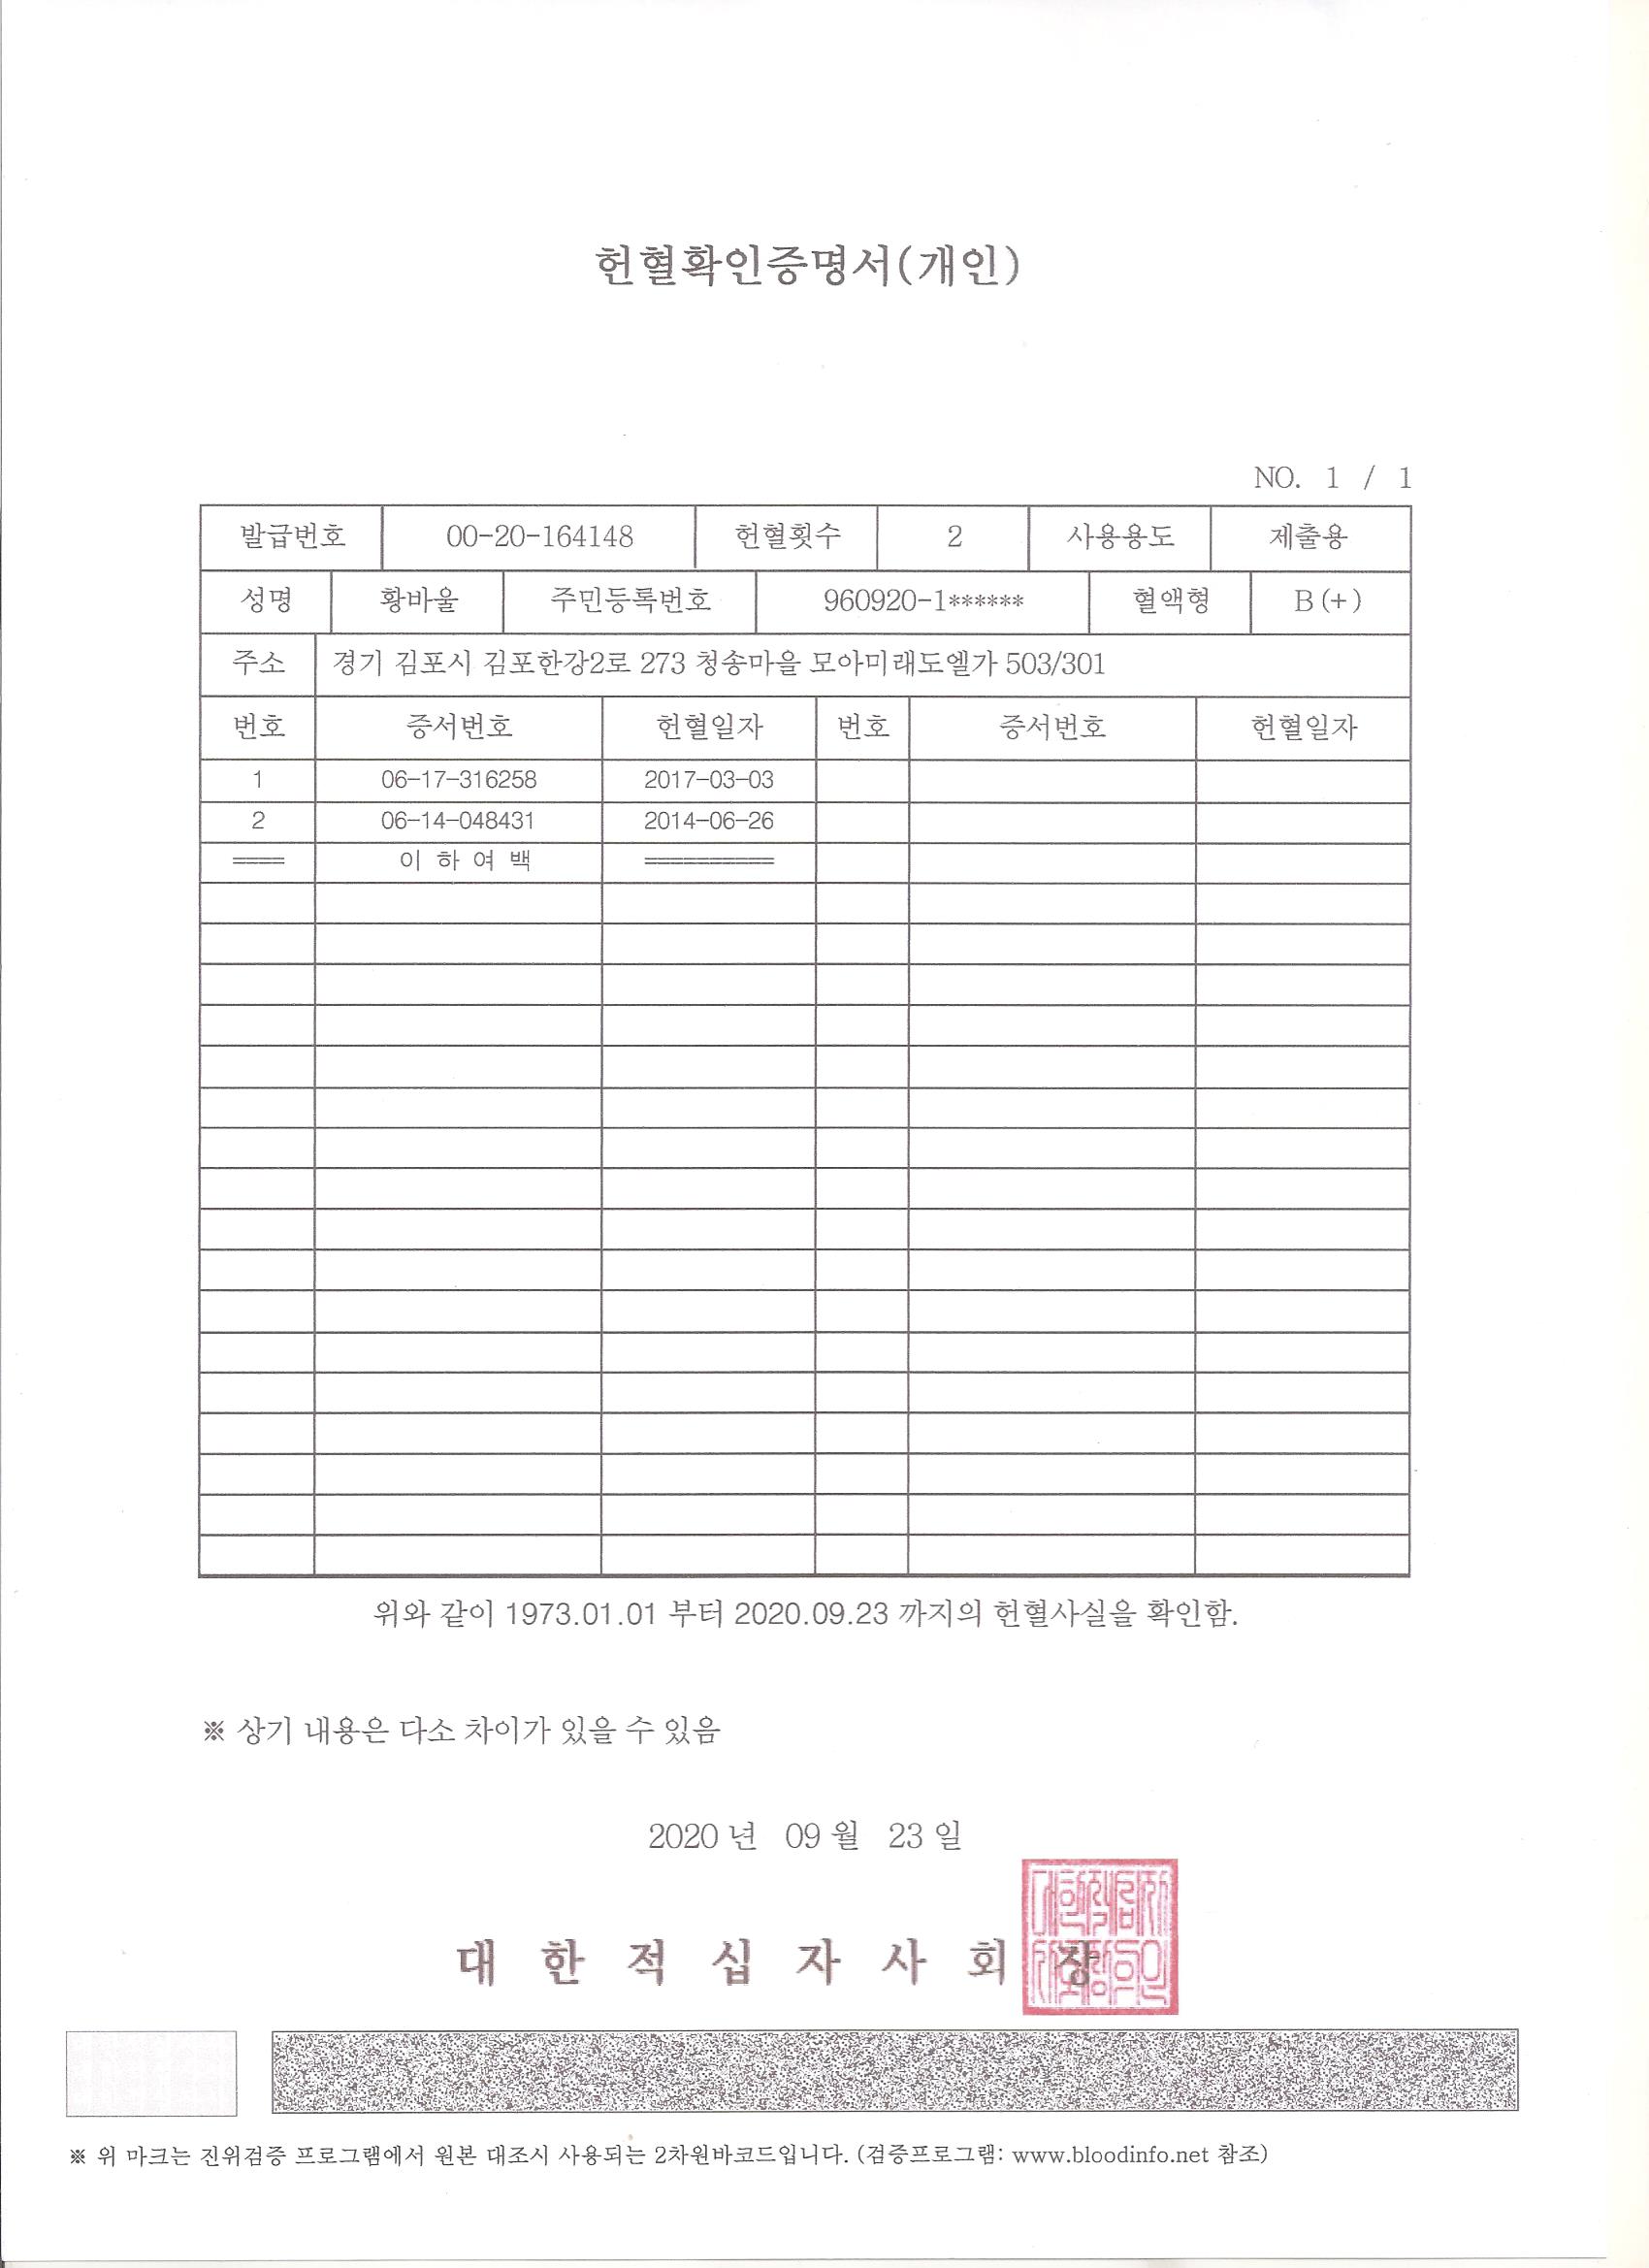 헌혈확인증명서(개인)
NO. 1 / 1
발급번호 00-20-164148 헌혈횟수 2 사용용도 제출용
성명 황바울 주민등록번호 960920-1****** 혈액형 B(+)
주소 경기 김포시 김포한강2로 273 청송마을 모아미래도엘가 503/301
번호 증서번호 헌혈일자 번호 증서번호 헌혈일자
1 06-17-316258 2017-03-03
2 06-14-048431 2014-06-26
==== 이 하 여 백 ==========
위와 같이 1973.01.01 부터 2020.09.23 까지의 헌혈사실을 확인함.
※ 상기 내용은 다소 차이가 있을 수 있음
2020 년 09 월 23 일
대 한 적 십 자 사 회 장
※ 위 마크는 진위검증 프로그램에서 원본 대조시 사용되는 2차원바코드입니다. (검증프로그램: www.bloodinfo.net 참조)